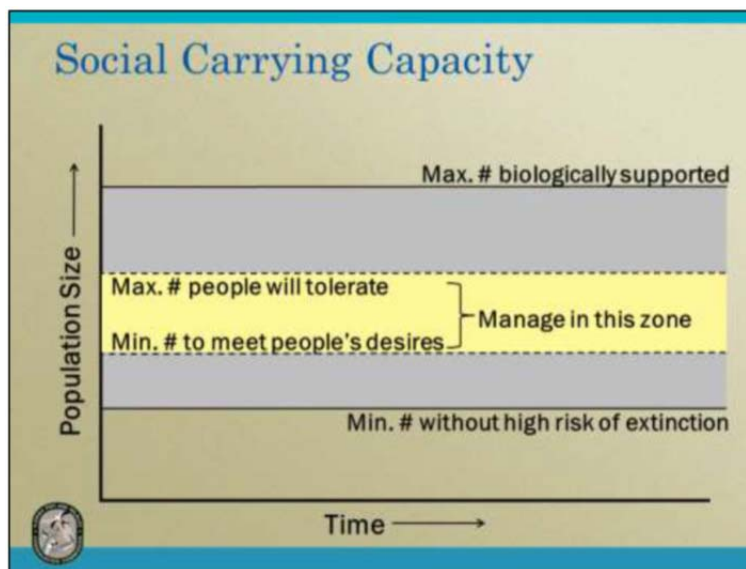 Social Carrying Capacity
Max. # biologically supported
Population Size
Max. # people will tolerate
Manage in this zone
Min. # to meet people's desires
Min. # without high risk of extinction
Time